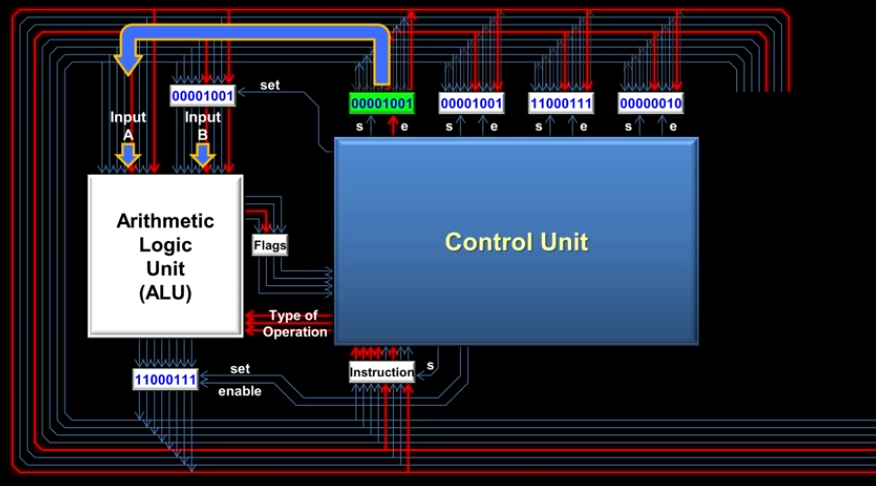 set
00001001
00001001
00001001
11000111
00000010
s e s e s e s e
Input
A
Input
B
Arithmetic
Logic
Unit
(ALU)
Flags
Control Unit
Type of
Operation
11000111
set
enable
Instruction
s